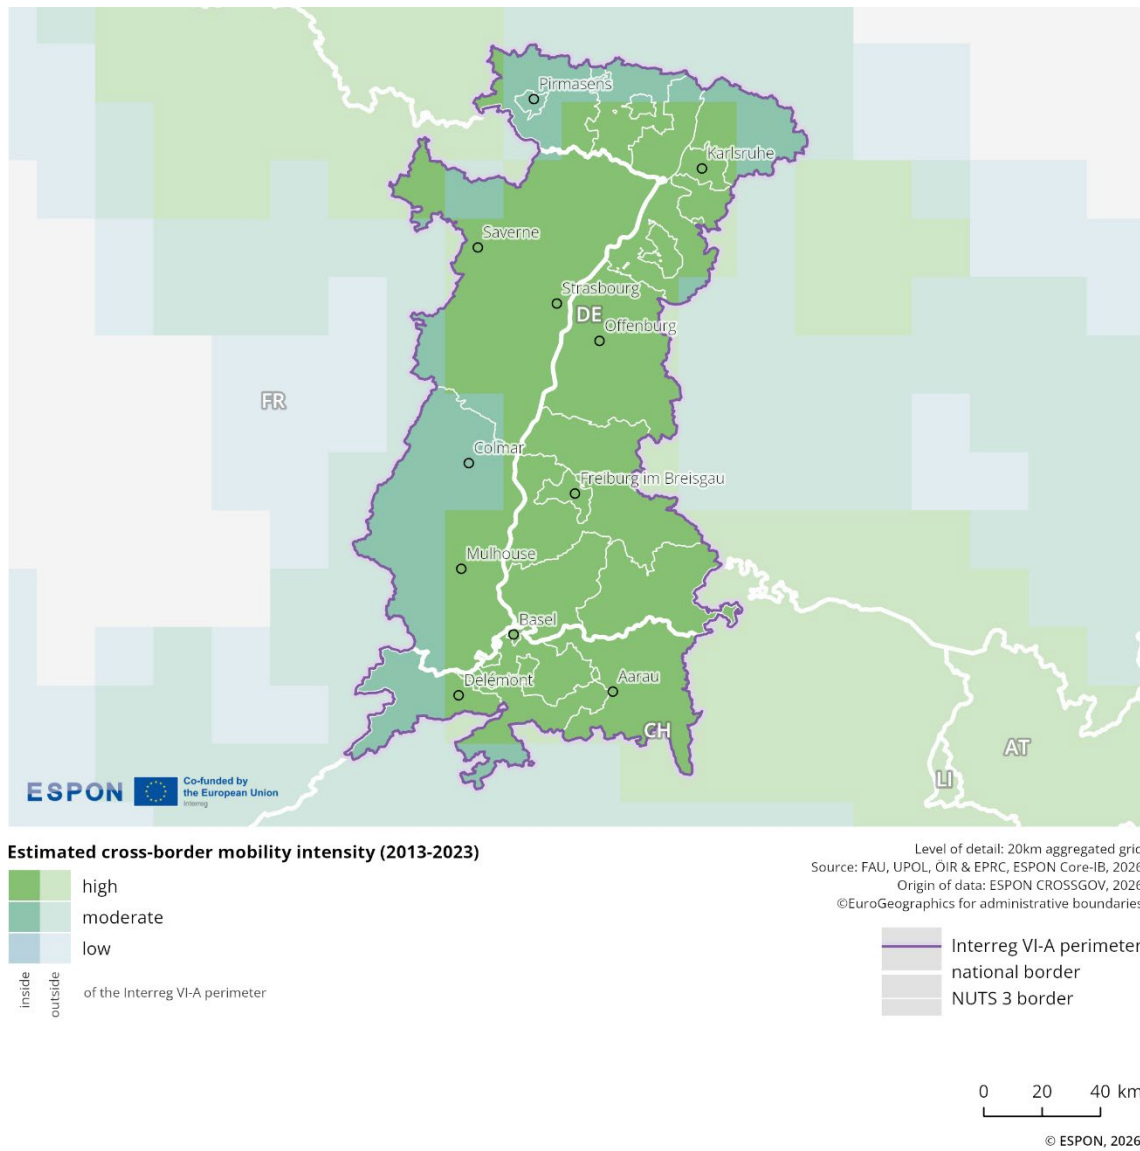 Pirmasens
Karlsruhe
Saverne
Strasbourg
DE
Offenburg
FR
Colmar
Freiburg im Breisgau
Mulhouse
Basel
Delémont
Aarau
CH
AT
LI
ESPON
Co-funded by
the European Union
Interreg
Estimated cross-border mobility intensity (2013-2023)
high
moderate
low
inside
outside
of the Interreg VI-A perimeter
Level of detail: 20km aggregated grid
Source: FAU, UPOL, ÖIR & EPRC, ESPON Core-IB, 2026
Origin of data: ESPON CROSSGOV, 2026
©EuroGeographics for administrative boundaries
Interreg VI-A perimeter
national border
NUTS 3 border
0 20 40 km
© ESPON, 2026